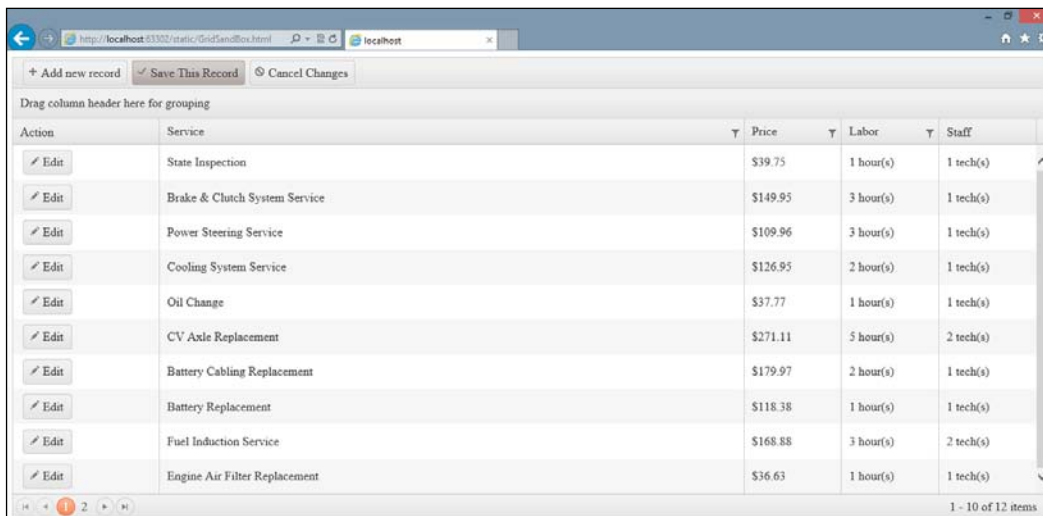 http://localhost:63302/static/GridSandBox.html localhost
Add new record Save This Record Cancel Changes
Drag column header here for grouping
Action Service Price Labor Staff
Edit State Inspection $39.75 1 hour(s) 1 tech(s)
Edit Brake & Clutch System Service $149.95 3 hour(s) 1 tech(s)
Edit Power Steering Service $109.96 3 hour(s) 1 tech(s)
Edit Cooling System Service $126.95 2 hour(s) 1 tech(s)
Edit Oil Change $37.77 1 hour(s) 1 tech(s)
Edit CV Axle Replacement $271.11 5 hour(s) 2 tech(s)
Edit Battery Cabling Replacement $179.97 2 hour(s) 1 tech(s)
Edit Battery Replacement $118.38 1 hour(s) 1 tech(s)
Edit Fuel Induction Service $168.88 3 hour(s) 2 tech(s)
Edit Engine Air Filter Replacement $36.63 1 hour(s) 1 tech(s)
1 2 1 - 10 of 12 items